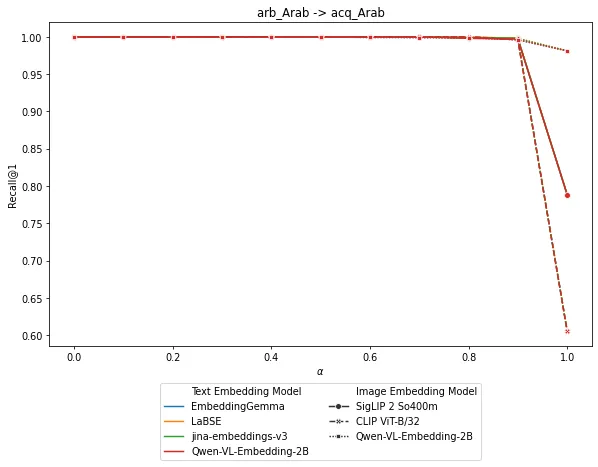 arb_Arab -> acq_Arab
1.00
0.95
0.90
0.85
0.80
0.75
0.70
0.65
0.60
Recall@1
0.0 0.2 0.4 0.6 0.8 1.0
α
Text Embedding Model
EmbeddingGemma
LaBSE
jina-embeddings-v3
Qwen-VL-Embedding-2B
Image Embedding Model
SigLIP 2 So400m
CLIP ViT-B/32
Qwen-VL-Embedding-2B